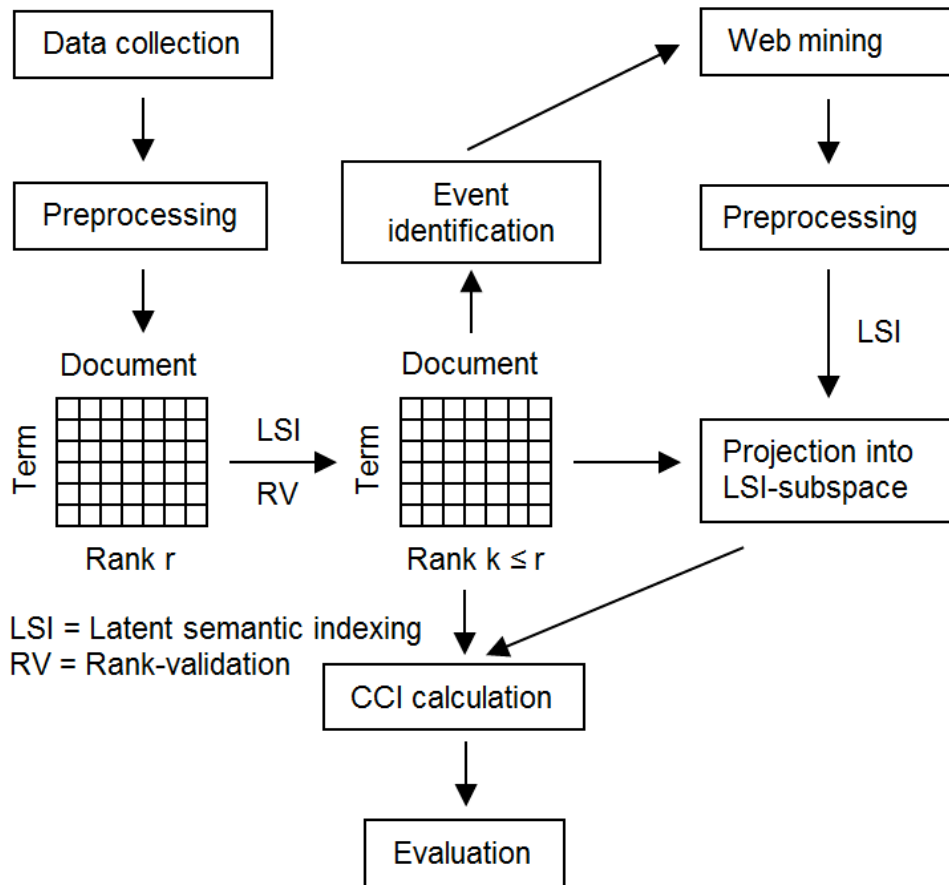 Data collection
Web mining
Preprocessing
Event
identification
Preprocessing
LSI
Document
Document
Term
LSI
RV
Term
Projection into
LSI-subspace
Rank r
Rank k ≤ r
LSI = Latent semantic indexing
RV = Rank-validation
CCI calculation
Evaluation